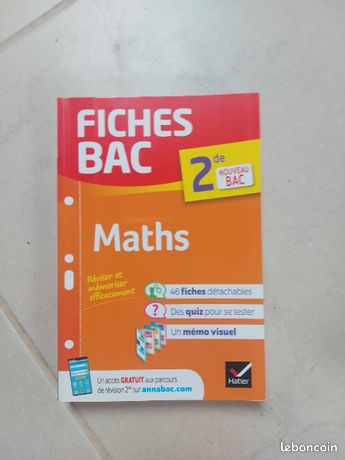 FICHES
BAC
2de
NOUVEAU
BAC
Maths
Réviser et
mémoriser
efficacement
46 fiches détachables
? Des quiz pour se tester
Un mémo visuel
Un accès GRATUIT aux parcours
de révision 2de sur annabac.com
Hatier
leboncoin